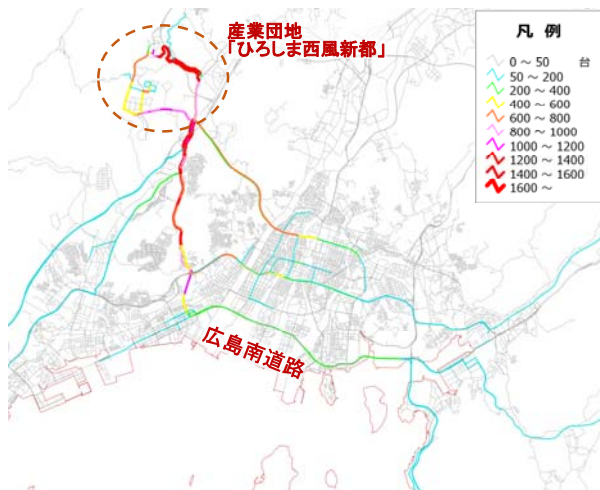 産業団地
「ひろしま西風新都」
凡 例
0 ～ 50 台
50 ～ 200
200 ～ 400
400 ～ 600
600 ～ 800
800 ～ 1000
1000 ～ 1200
1200 ～ 1400
1400 ～ 1600
1600 ～
広島南道路